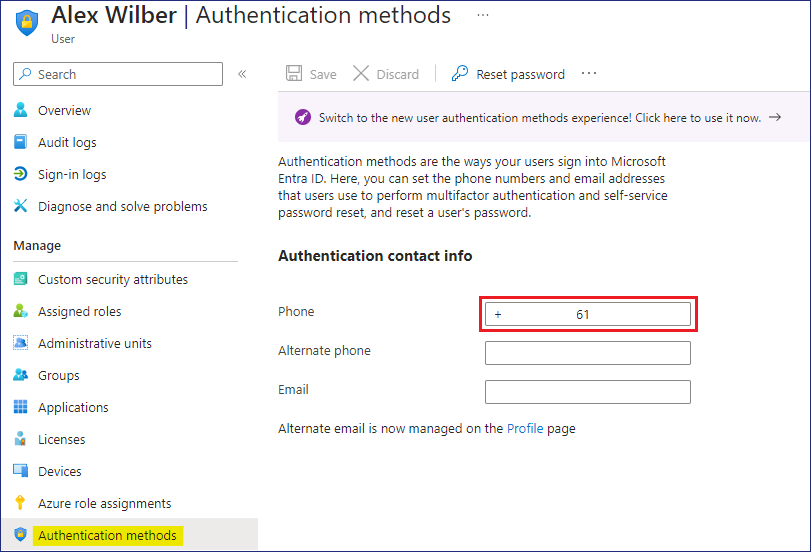 Alex Wilber | Authentication methods ...
User
Search «
Overview
Audit logs
Sign-in logs
Diagnose and solve problems
Manage
Custom security attributes
Assigned roles
Administrative units
Groups
Applications
Licenses
Devices
Azure role assignments
Authentication methods
Save Discard | Reset password ...
Switch to the new user authentication methods experience! Click here to use it now. →
Authentication methods are the ways your users sign into Microsoft
Entra ID. Here, you can set the phone numbers and email addresses
that users use to perform multifactor authentication and self-service
password reset, and reset a user's password.
Authentication contact info
Phone + 61
Alternate phone
Email
Alternate email is now managed on the Profile page